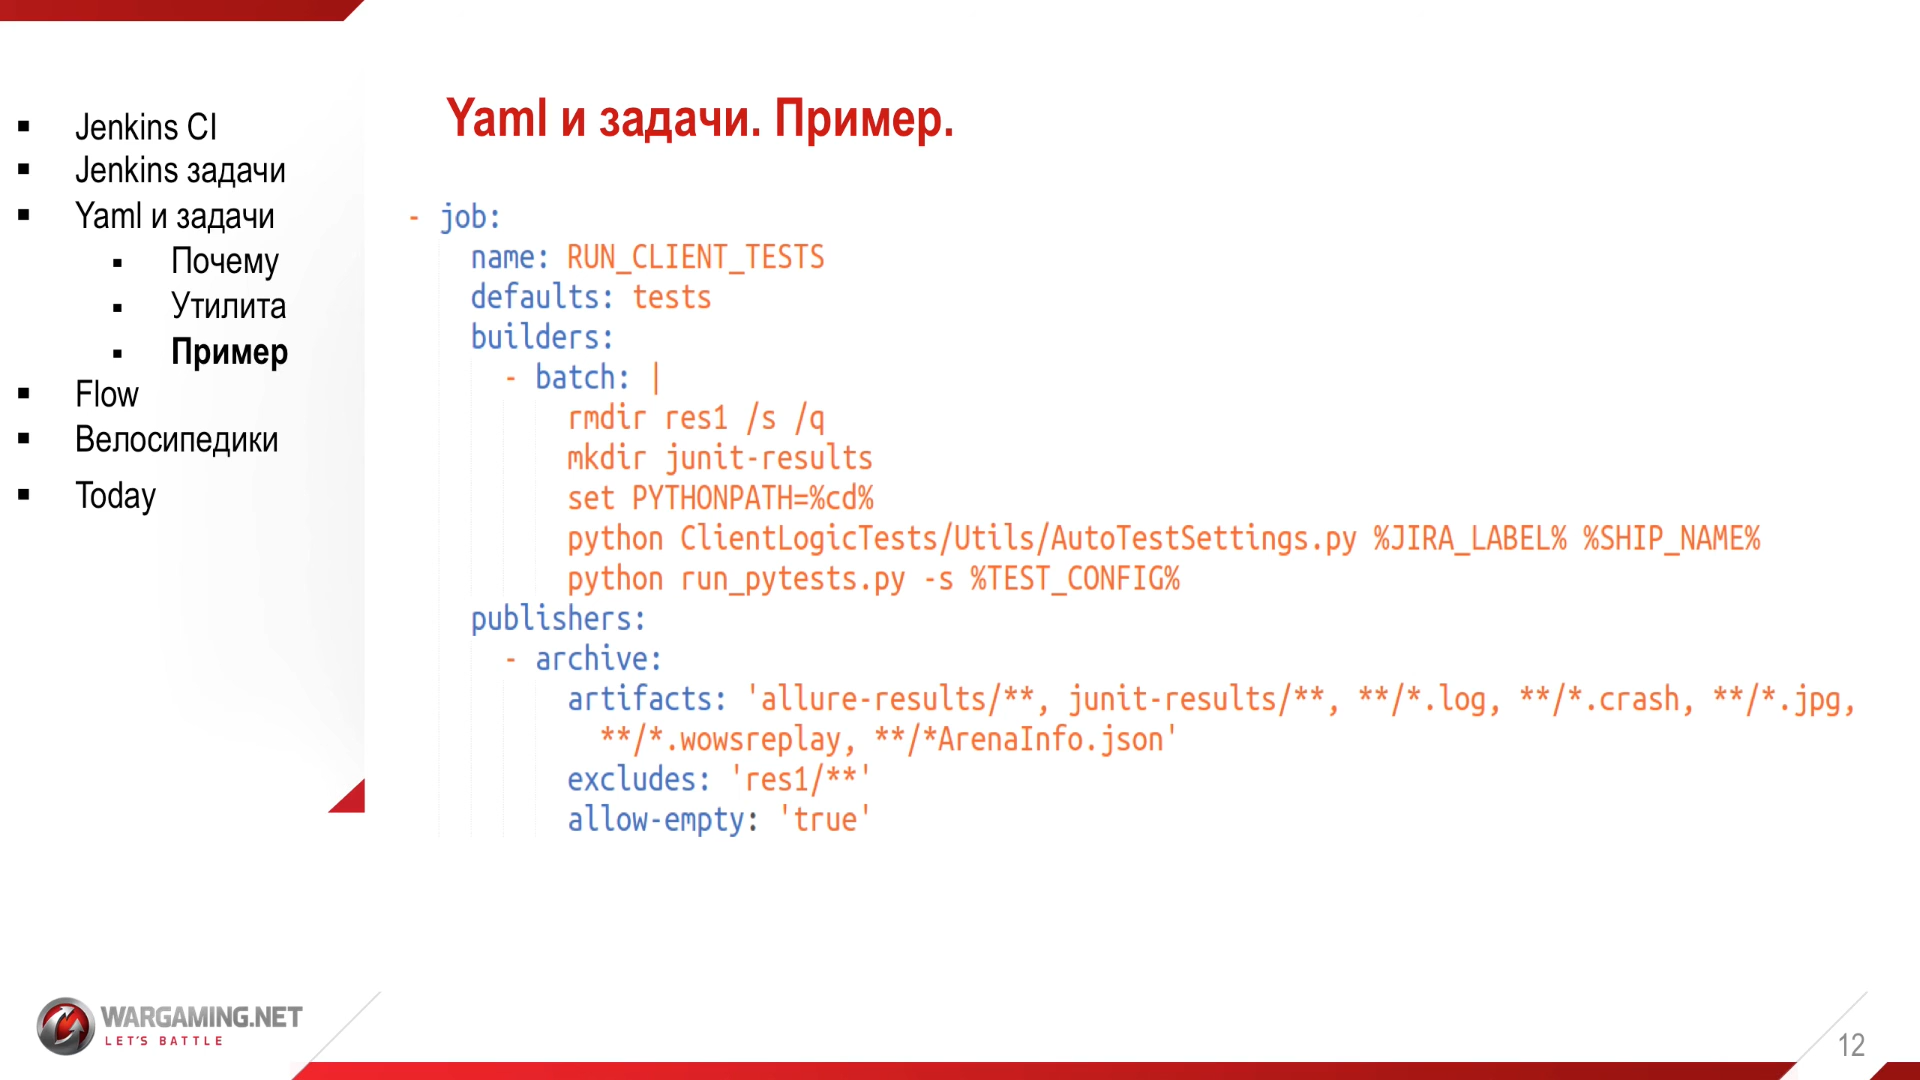 Jenkins CI
Jenkins задачи
Yaml и задачи
Почему
Утилита
Пример
Flow
Велосипедики
Today
Yaml и задачи. Пример.
- job:
name: RUN_CLIENT_TESTS
defaults: tests
builders:
- batch: |
rmdir res1 /s /q
mkdir junit-results
set PYTHONPATH=%cd%
python ClientLogicTests/Utils/AutoTestSettings.py %JIRA_LABEL% %SHIP_NAME%
python run_pytests.py -s %TEST_CONFIG%
publishers:
- archive:
artifacts: 'allure-results/**, junit-results/**, **/*.log, **/*.crash, **/*.jpg,
**/*.wowsreplay, **/*ArenaInfo.json'
excludes: 'res1/**'
allow-empty: 'true'
WARGAMING.NET
LET'S BATTLE
12